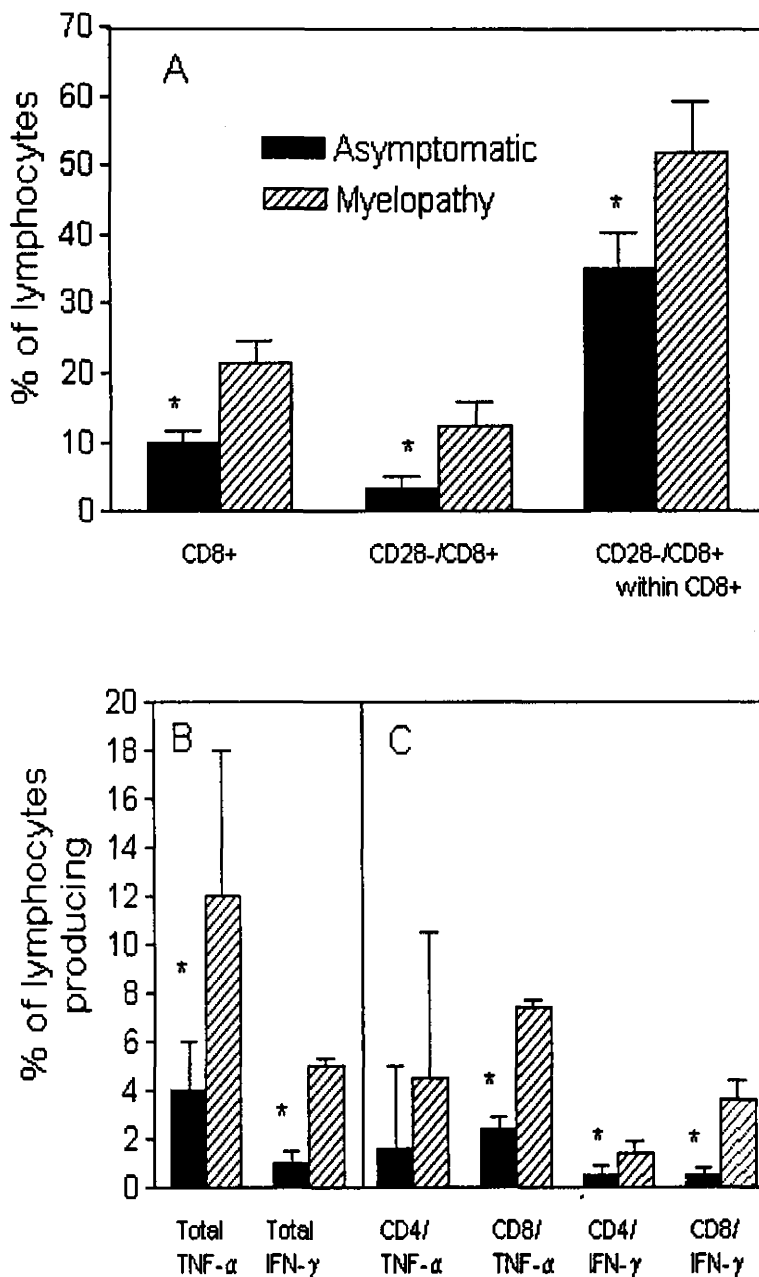 70
60
50
40
30
20
10
0
% of lymphocytes
A
Asymptomatic
Myelopathy
*
*
*
CD8+
CD28-/CD8+
CD28-/CD8+
within CD8+
20
18
16
14
12
10
8
6
4
2
0
% of lymphocytes
producing
B
C
*
*
*
*
*
Total
TNF-α
Total
IFN-γ
CD4/
TNF-α
CD8/
TNF-α
CD4/
IFN-γ
CD8/
IFN-γ